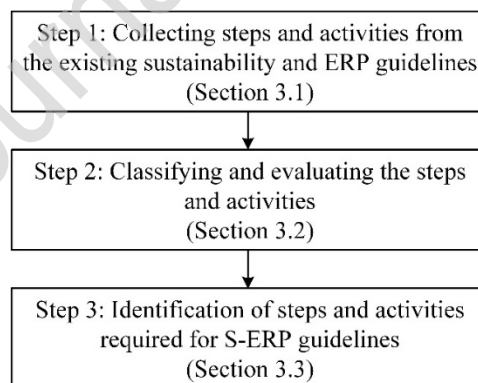 Step 1: Collecting steps and activities from
the existing sustainability and ERP guidelines
(Section 3.1)
Step 2: Classifying and evaluating the steps
and activities
(Section 3.2)
Step 3: Identification of steps and activities
required for S-ERP guidelines
(Section 3.3)